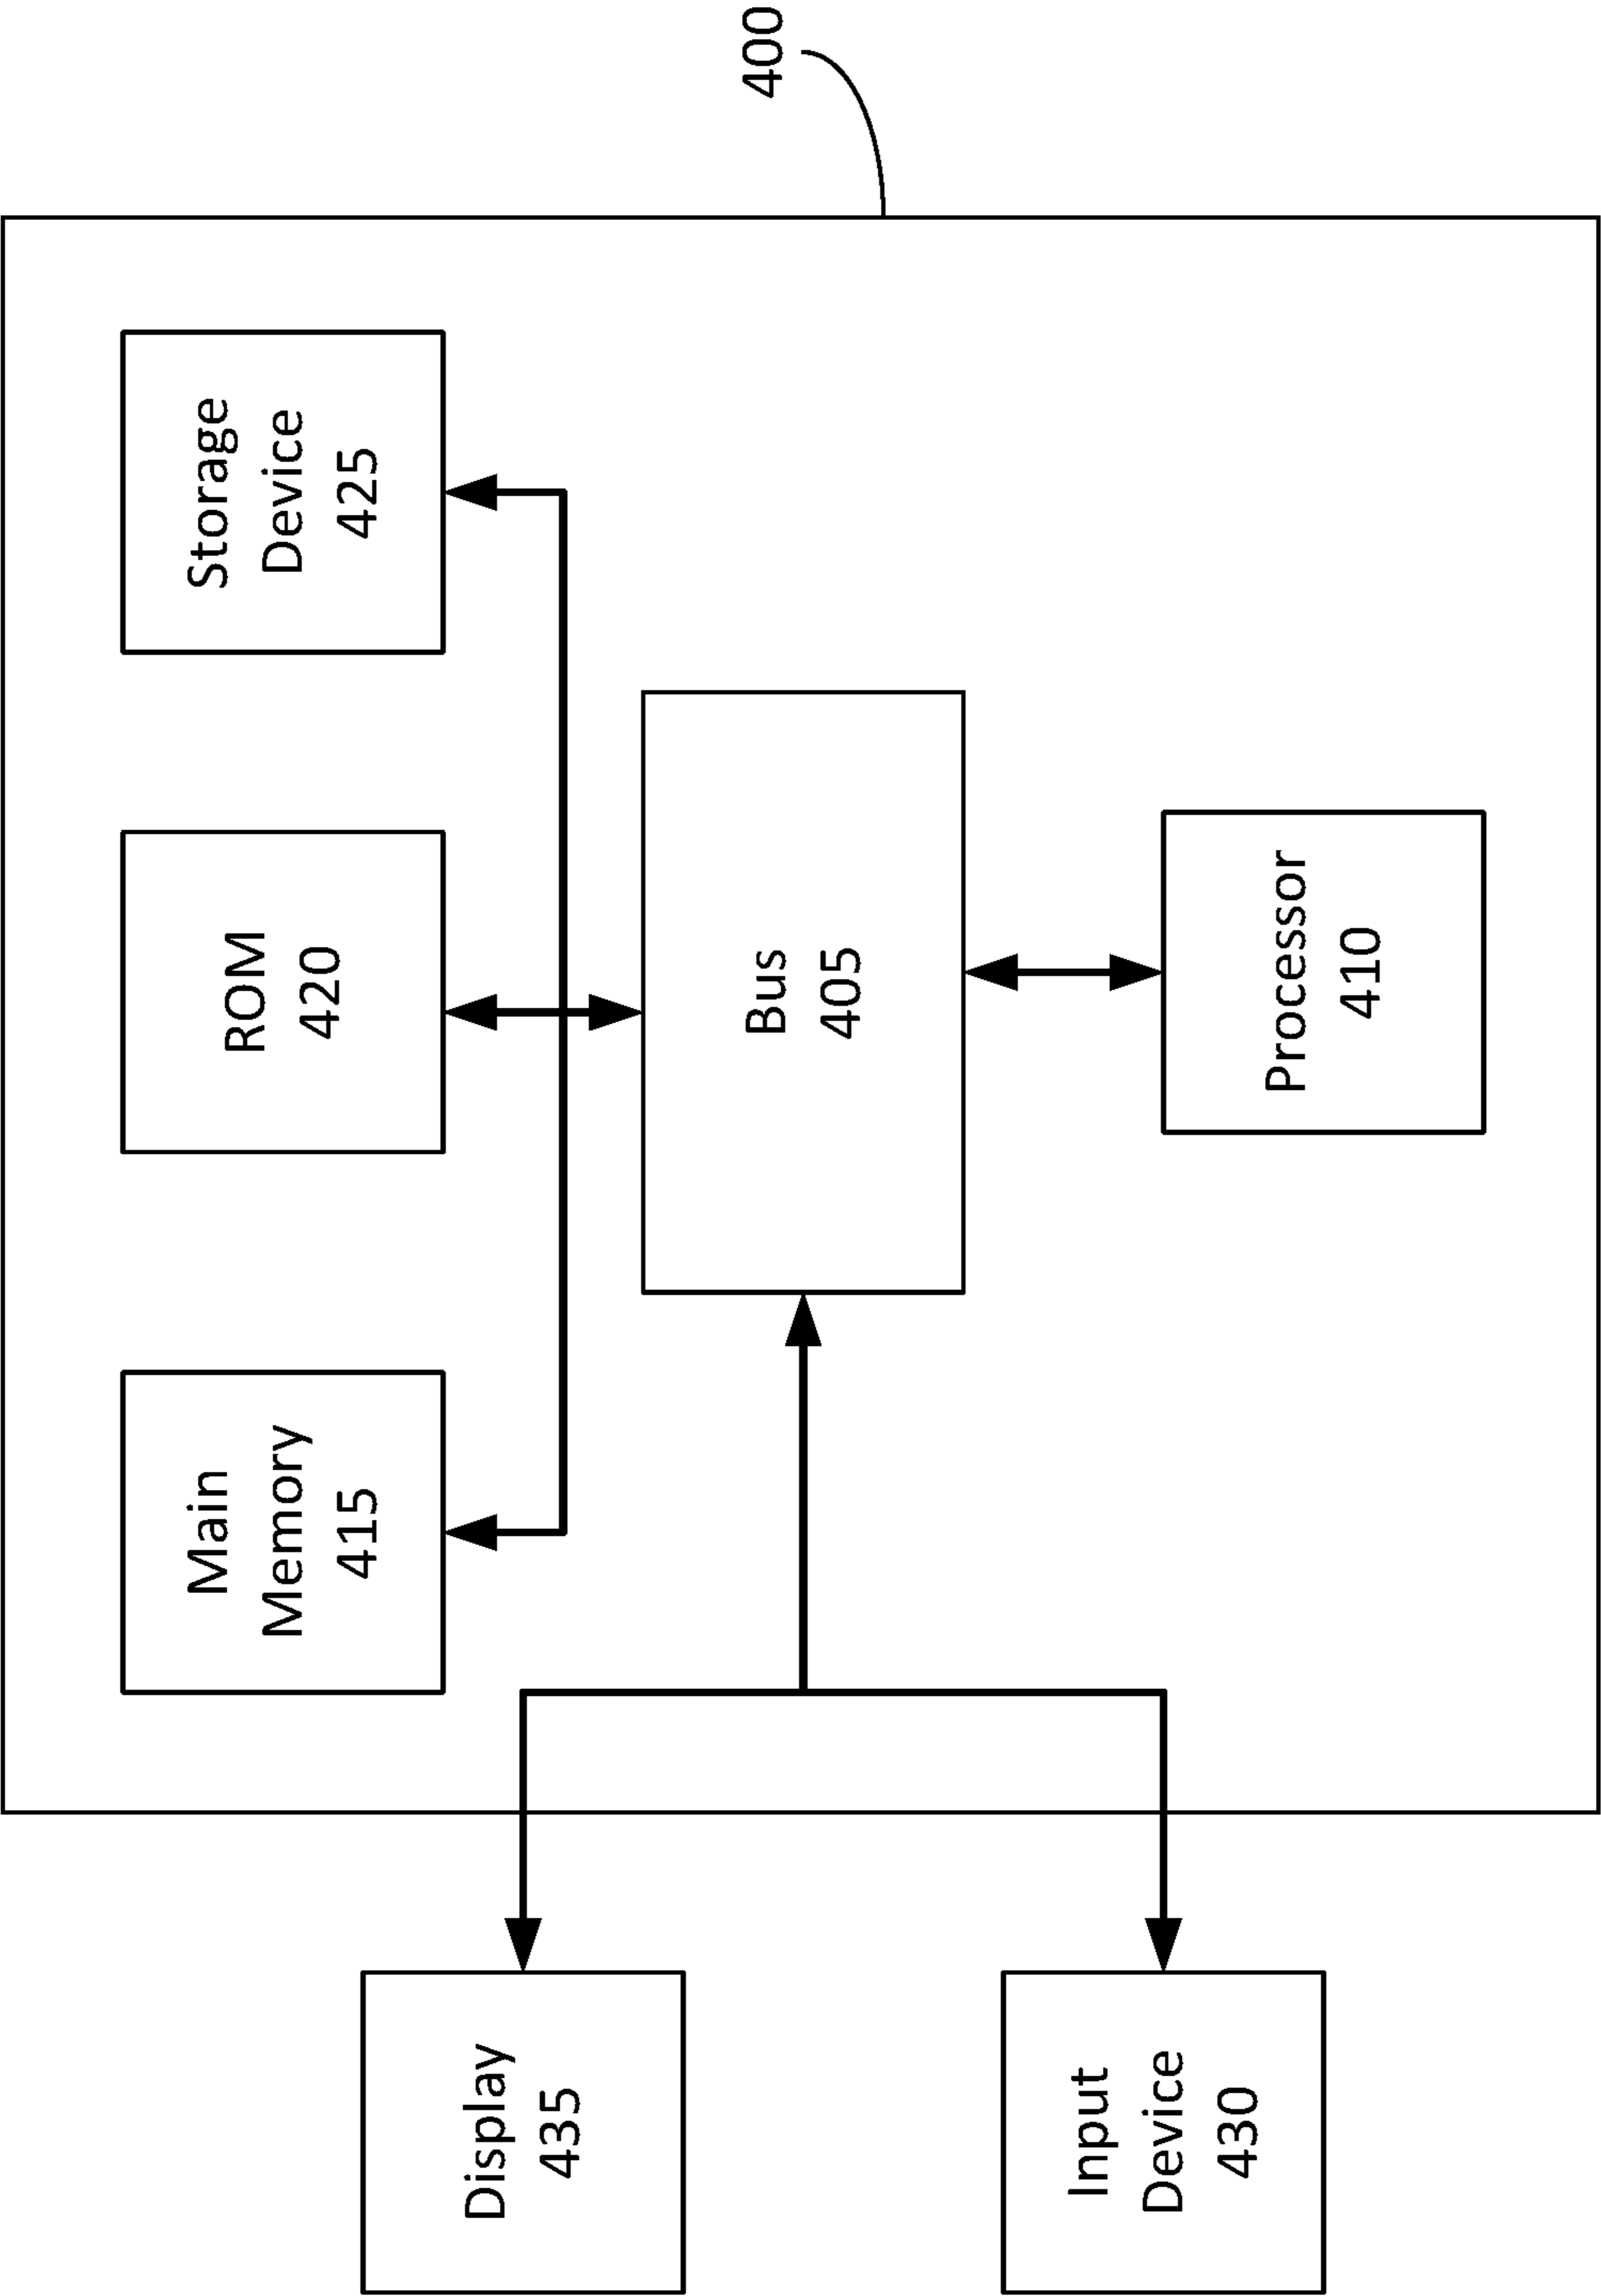 Main
Memory
415
ROM
420
Storage
Device
425
Display
435
Bus
405
400
Input
Device
430
Processor
410